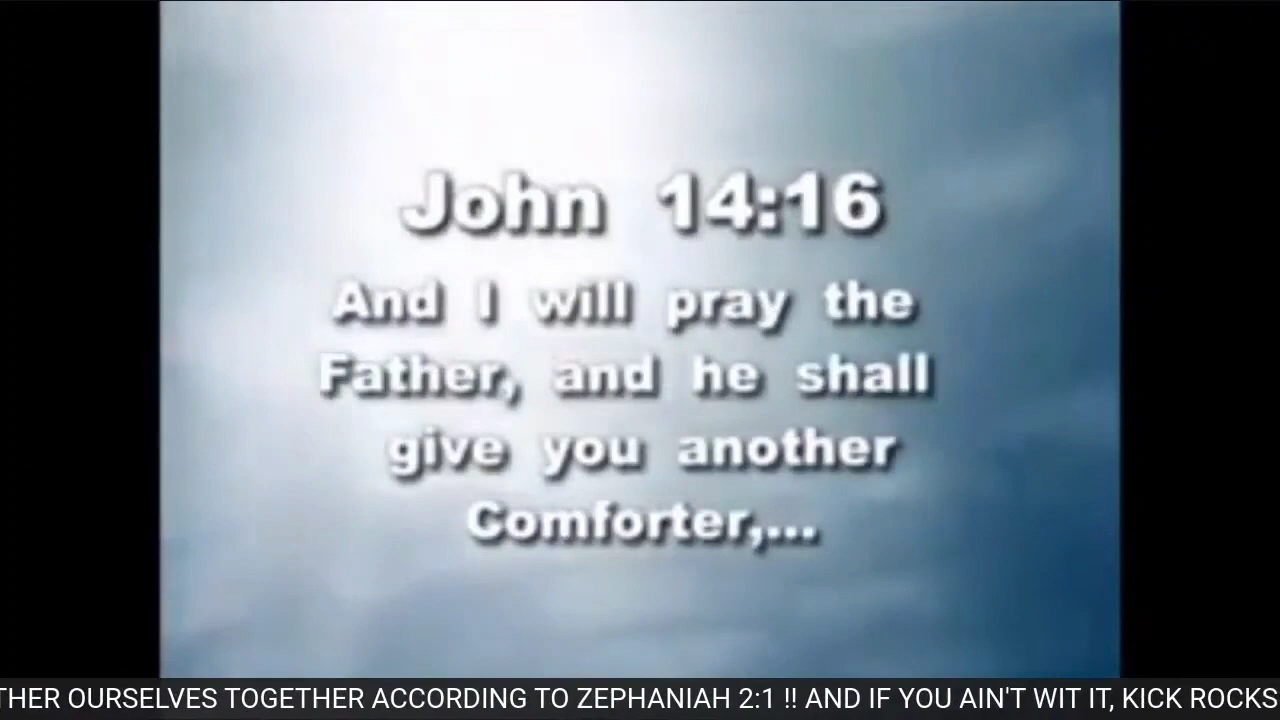 John 14:16
And I will pray the
Father, and he shall
give you another
Comforter,...
THER OURSELVES TOGETHER ACCORDING TO ZEPHANIAH 2:1 !! AND IF YOU AIN'T WIT IT, KICK ROCKS